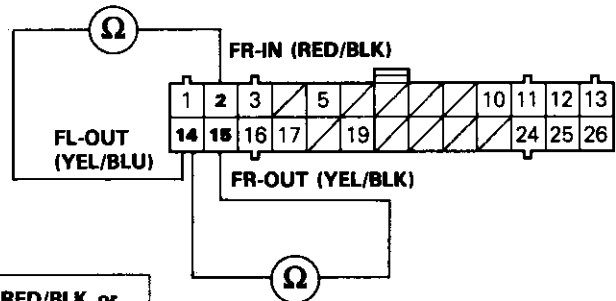 Ω
FR-IN (RED/BLK)
1 2 3 5 10 11 12 13
14 15 16 17 19 24 25 26
FL-OUT
(YEL/BLU)
FR-OUT (YEL/BLK)
Ω
RED/BLK or